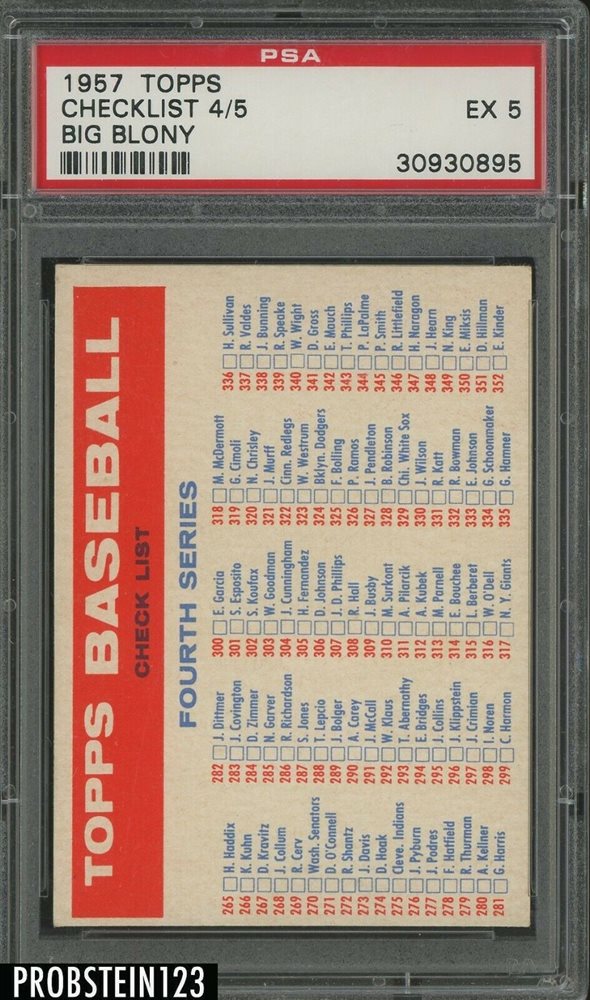 PSA
1957 TOPPS
CHECKLIST 4/5
EX 5
BIG BLONY
30930895
TOPPS BASEBALL
CHECK LIST
FOURTH SERIES
265 H. Haddix
266 K. Kuhn
267 D. Kravitz
268 J. Collum
269 R. Cerv
270 Wash. Senators
271 D. O'Connell
272 R. Shantz
273 J. Davis
274 D. Hoak
275 Cleve. Indians
276 J. Pyburn
277 J. Podres
278 F. Hatfield
279 R. Thurman
280 A. Kellner
281 G. Harris
282 J. Dittmer
283 J. Covington
284 D. Zimmer
285 N. Garver
286 R. Richardson
287 S. Jones
288 T. Lepcio
289 J. Bolger
290 A. Carey
291 J. McCall
292 W. Klaus
293 T. Abernathy
294 E. Bridges
295 J. Collins
296 J. Klippstein
297 J. Crimian
298 I. Noren
299 C. Harmon
300 E. Garcia
301 S. Esposito
302 S. Koufax
303 W. Goodman
304 J. Cunningham
305 H. Fernandez
306 D. Johnson
307 J. D. Phillips
308 R. Hall
309 J. Busby
310 M. Surkont
311 A. Pilarcik
312 A. Kubek
313 M. Parnell
314 E. Bouchee
315 L. Berberet
316 W. O'Dell
317 N. Y. Giants
318 M. McDermott
319 G. Cimoli
320 N. Chrisley
321 J. Murff
322 Cinn. Redlegs
323 W. Westrum
324 Bklyn. Dodgers
325 F. Bolling
326 P. Ramos
327 J. Pendleton
328 B. Robinson
329 Chi. White Sox
330 J. Wilson
331 R. Katt
332 R. Bowman
333 E. Johnson
334 G. Schoonmaker
335 G. Hamner
336 H. Sullivan
337 R. Valdes
338 J. Bunning
339 R. Speake
340 W. Wight
341 D. Gross
342 E. Mauch
343 T. Phillips
344 P. LaPalme
345 P. Smith
346 R. Littlefield
347 H. Naragon
348 J. Hearn
349 N. King
350 E. Miksis
351 D. Hillman
352 E. Kinder
PROBSTEIN123